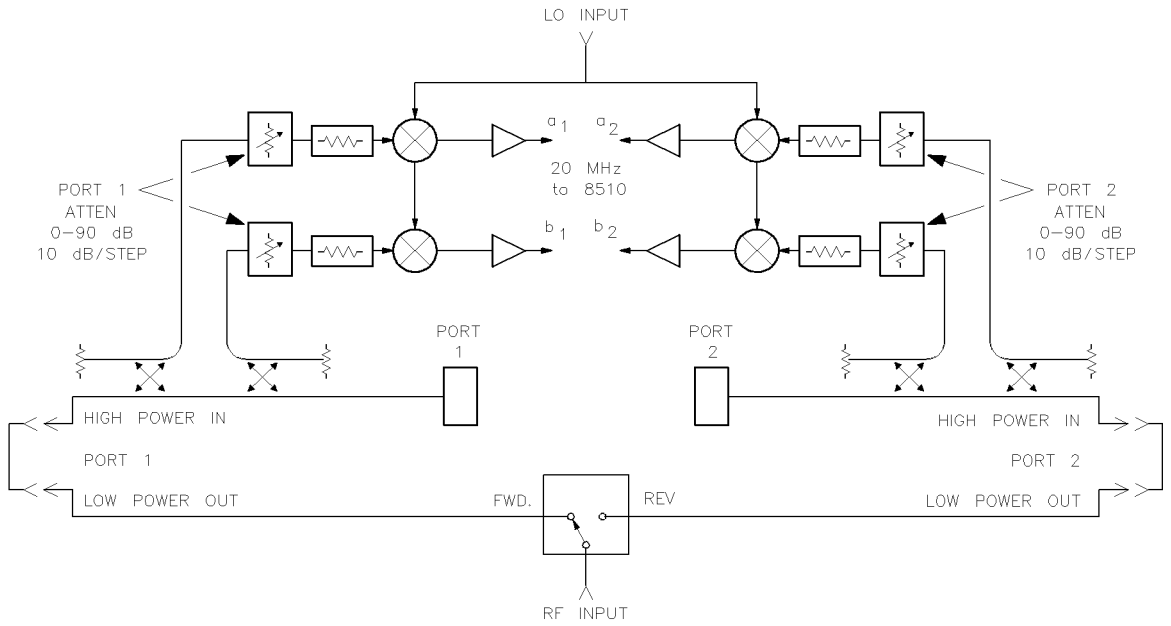 LO INPUT
a1 a2
20 MHz
to 8510
b1 b2
PORT 1
ATTEN
0-90 dB
10 dB/STEP
PORT 2
ATTEN
0-90 dB
10 dB/STEP
PORT
1
PORT
2
HIGH POWER IN
HIGH POWER IN
PORT 1
PORT 2
LOW POWER OUT
FWD.
REV
LOW POWER OUT
RF INPUT